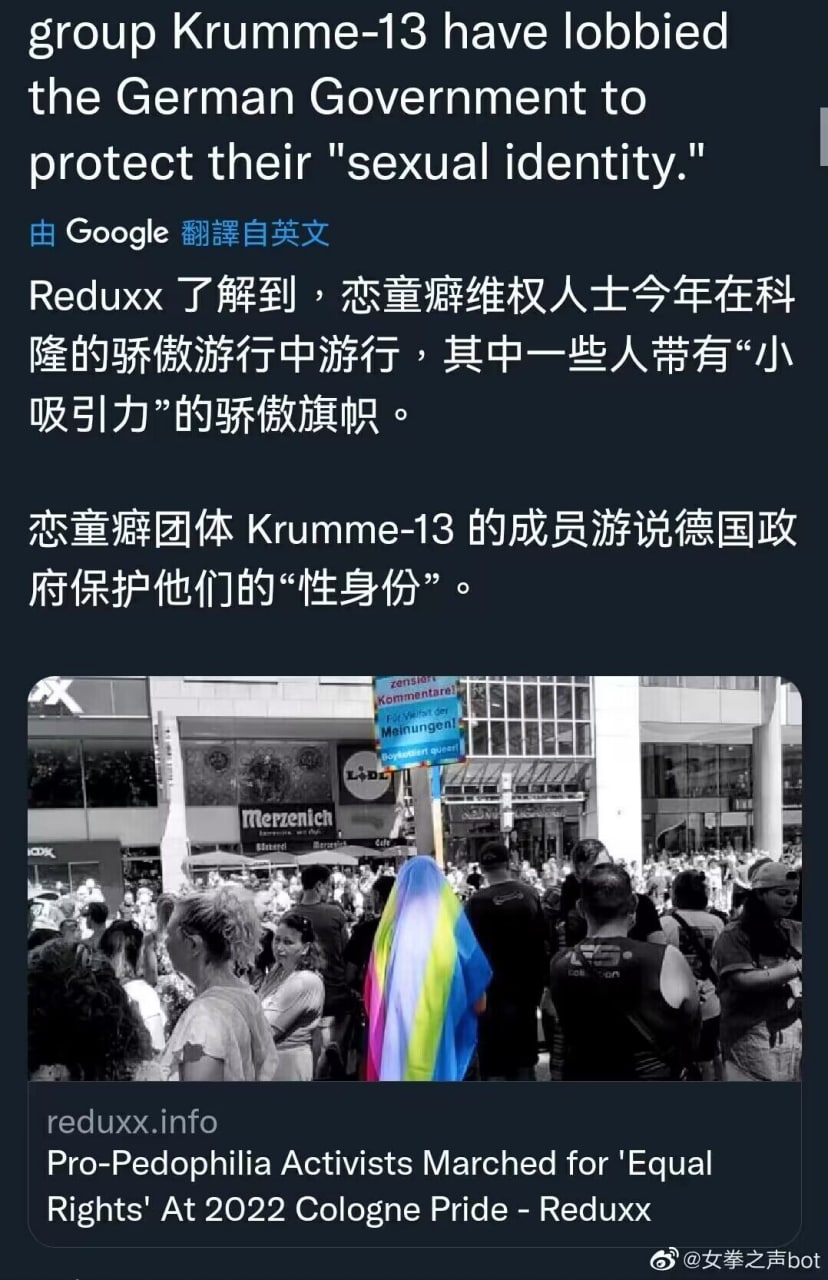 group Krumme-13 have lobbied
the German Government to
protect their "sexual identity."
由 Google 翻譯自英文
Reduxx 了解到，恋童癖维权人士今年在科
隆的骄傲游行中游行，其中一些人带有“小
吸引力”的骄傲旗帜。
恋童癖团体 Krumme-13 的成员游说德国政
府保护他们的“性身份”。
zensiert
Kommentare!
Für Vielfalt der
Meinungen!
Boykottiert queer!
LIDL
Merzenich
Bäckerei Merzenich Cafe
reduxx.info
Pro-Pedophilia Activists Marched for 'Equal
Rights' At 2022 Cologne Pride - Reduxx
@女拳之声bot